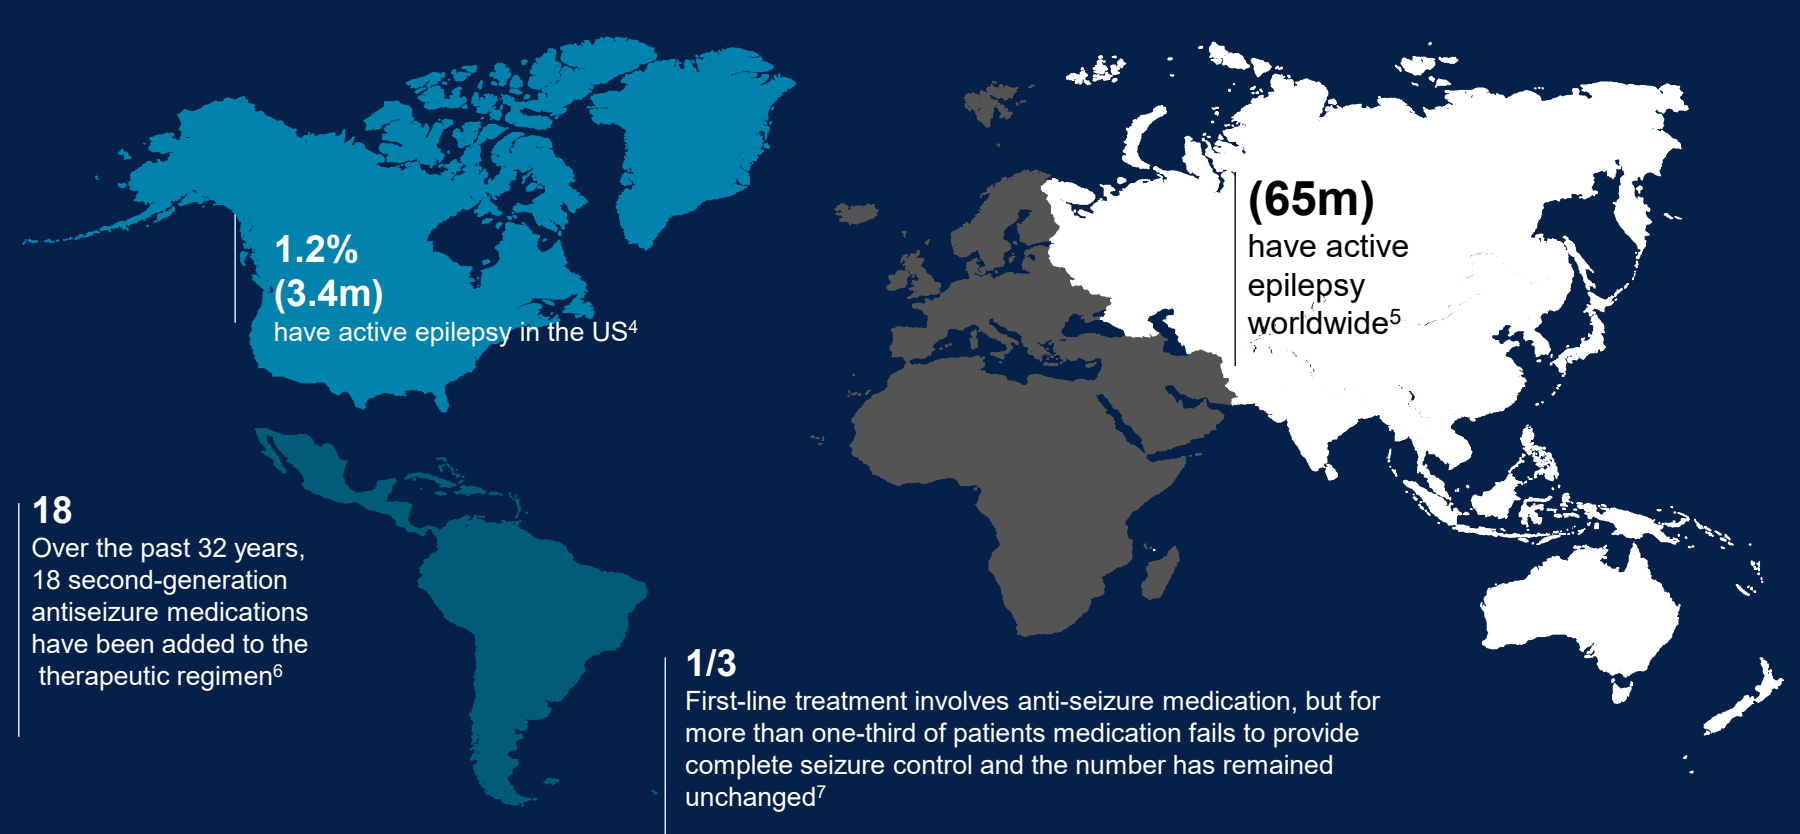 1.2%
(3.4m)
have active epilepsy in the US⁴
(65m)
have active
epilepsy
worldwide⁵
18
Over the past 32 years,
18 second-generation
antiseizure medications
have been added to the
therapeutic regimen⁶
1/3
First-line treatment involves anti-seizure medication, but for
more than one-third of patients medication fails to provide
complete seizure control and the number has remained
unchanged⁷